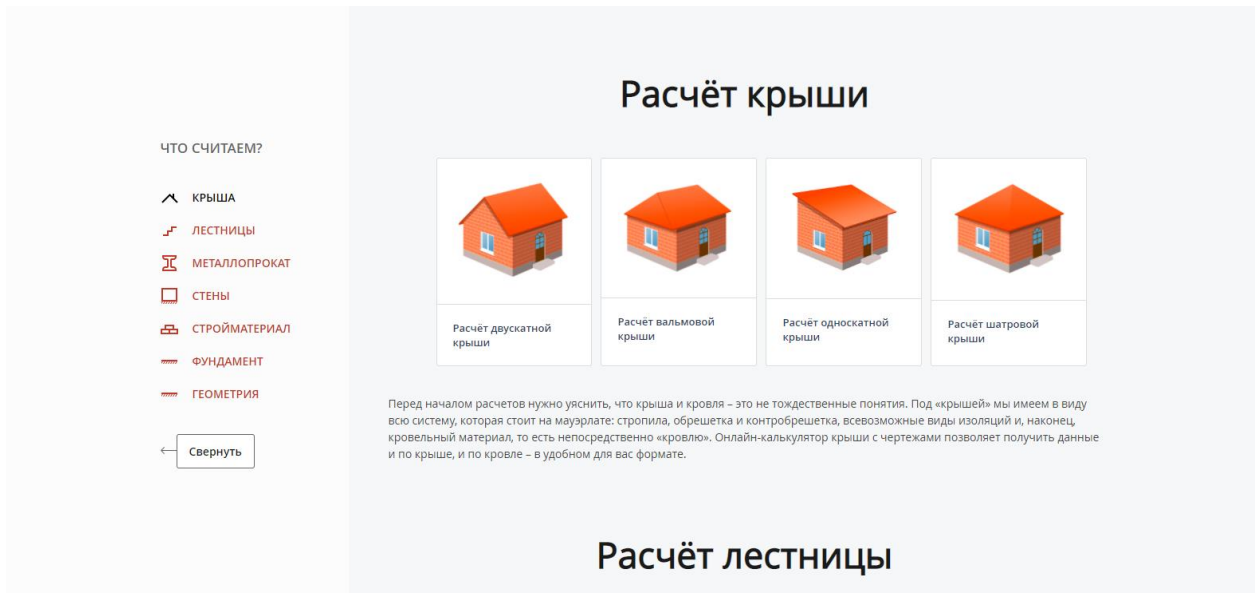 ЧТО СЧИТАЕМ?
КРЫША
ЛЕСТНИЦЫ
МЕТАЛЛОПРОКАТ
СТЕНЫ
СТРОЙМАТЕРИАЛ
ФУНДАМЕНТ
ГЕОМЕТРИЯ
Свернуть
Расчёт крыши
Расчёт двускатной
крыши
Расчёт вальмовой
крыши
Расчёт односкатной
крыши
Расчёт шатровой
крыши
Перед началом расчетов нужно уяснить, что крыша и кровля – это не тождественные понятия. Под «крышей» мы имеем в виду
всю систему, которая стоит на мауэрлате: стропила, обрешетка и контробрешетка, всевозможные виды изоляций и, наконец,
кровельный материал, то есть непосредственно «кровлю». Онлайн-калькулятор крыши с чертежами позволяет получить данные
и по крыше, и по кровле – в удобном для вас формате.
Расчёт лестницы